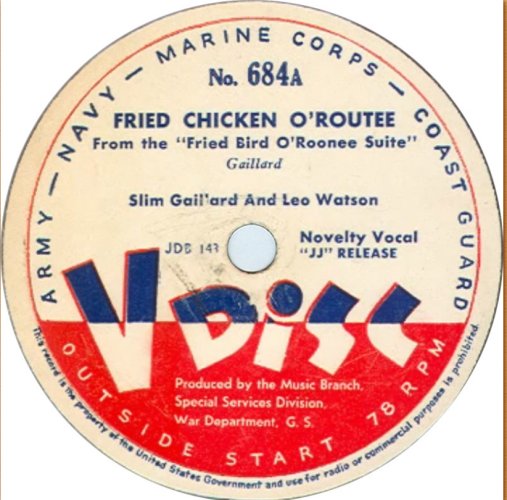 ARMY — NAVY — MARINE CORPS — COAST GUARD
No. 684A
FRIED CHICKEN O'ROUTEE
From the "Fried Bird O'Roonee Suite"
Gaillard
Slim Gaillard And Leo Watson
JDB 143
Novelty Vocal
"JJ" RELEASE
V DiSC
Produced by the Music Branch,
Special Services Division,
War Department, G. S.
OUTSIDE START 78 RPM
This record is the property of the United States Government and use for radio or commercial purposes is prohibited.